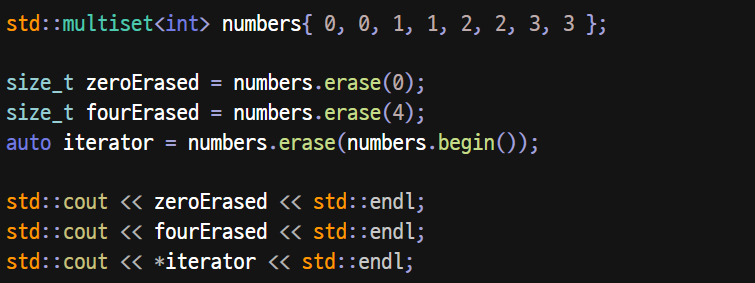 std::multiset<int> numbers{ 0, 0, 1, 1, 2, 2, 3, 3 };
size_t zeroErased = numbers.erase(0);
size_t fourErased = numbers.erase(4);
auto iterator = numbers.erase(numbers.begin());
std::cout << zeroErased << std::endl;
std::cout << fourErased << std::endl;
std::cout << *iterator << std::endl;